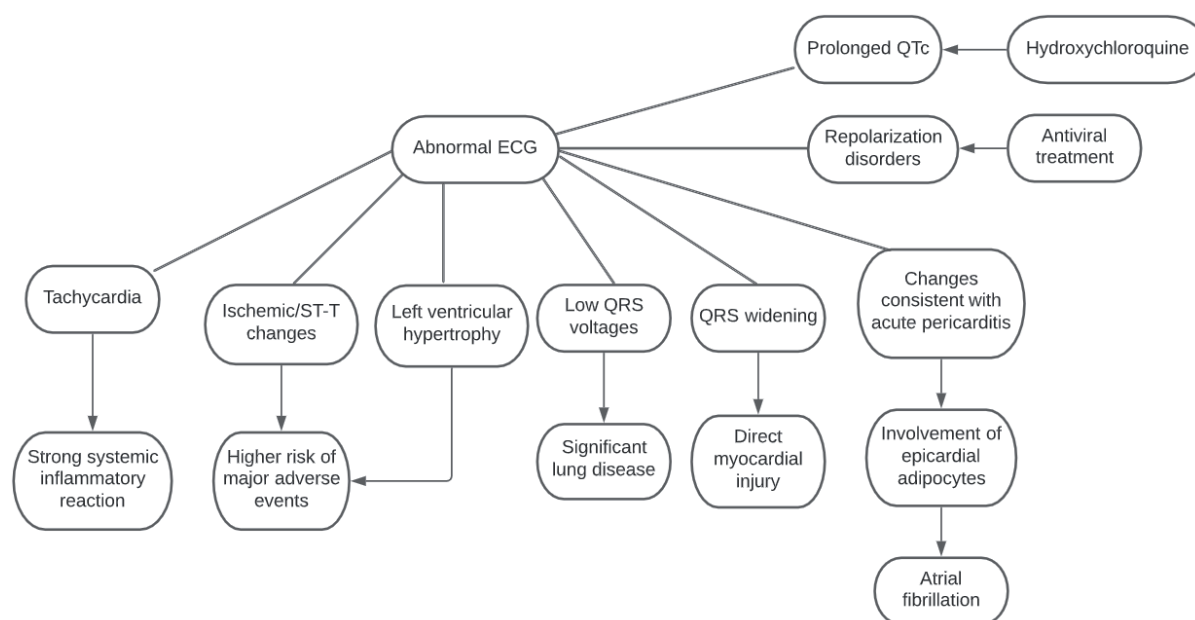 Prolonged QTc
Hydroxychloroquine
Abnormal ECG
Repolarization
disorders
Antiviral
treatment
Tachycardia
Ischemic/ST-T
changes
Left ventricular
hypertrophy
Low QRS
voltages
QRS widening
Changes
consistent with
acute pericarditis
Strong systemic
inflammatory
reaction
Higher risk of
major adverse
events
Significant
lung disease
Direct
myocardial
injury
Involvement of
epicardial
adipocytes
Atrial
fibrillation